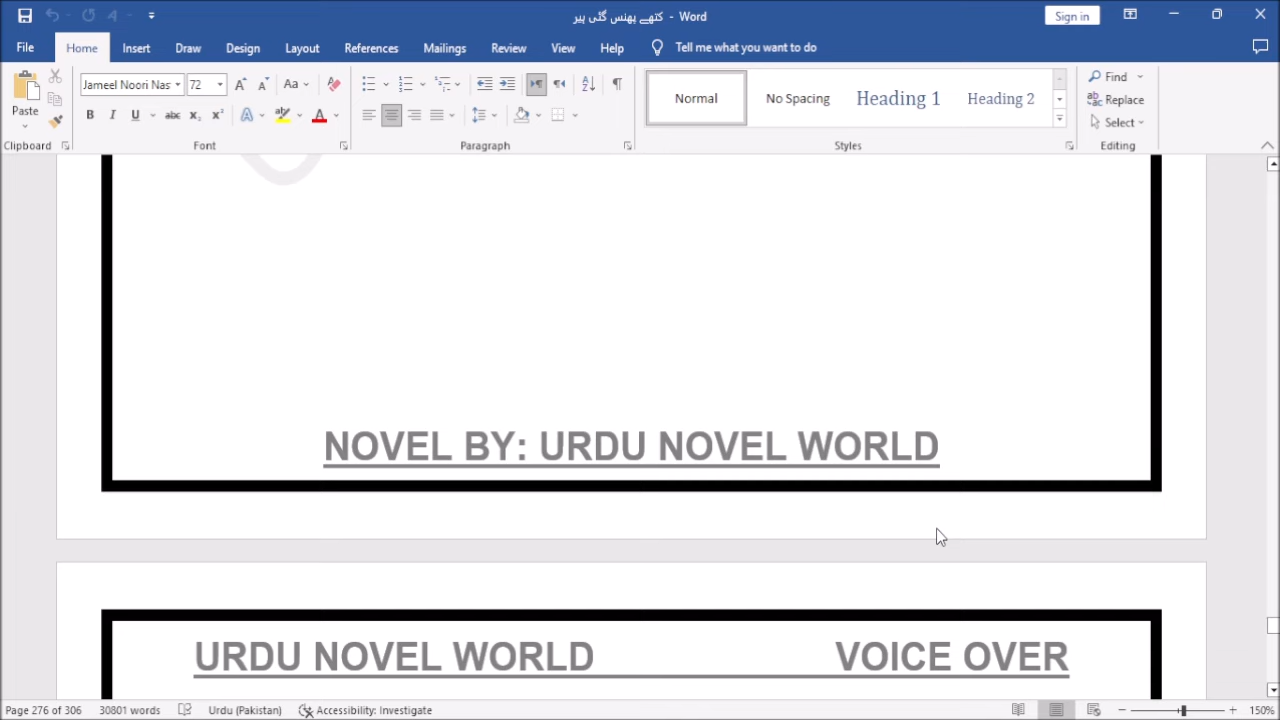 کتھے پھنس گئی پیر - Word
Sign in
File Home Insert Draw Design Layout References Mailings Review View Help Tell me what you want to do
Paste
Jameel Noori Nas 72
Aa
Normal
No Spacing
Heading 1
Heading 2
Find
Replace
Select
Clipboard Font Paragraph Styles Editing
NOVEL BY: URDU NOVEL WORLD
URDU NOVEL WORLD VOICE OVER
Page 276 of 306 30801 words Urdu (Pakistan) Accessibility: Investigate 150%